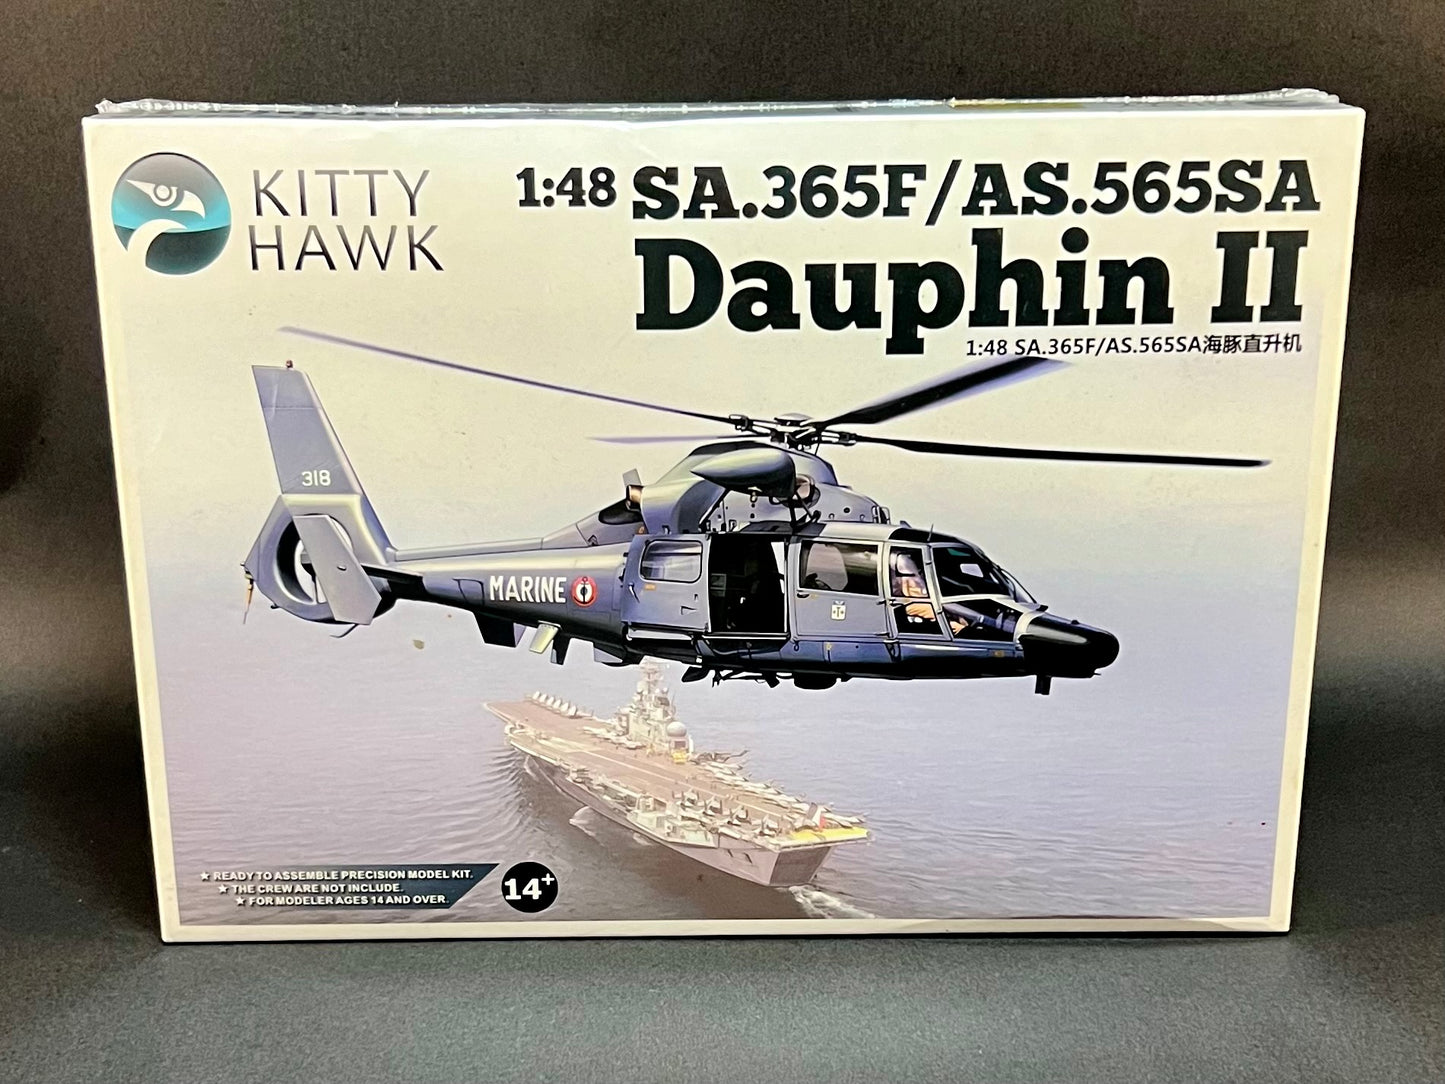 KITTY
HAWK
1:48 SA.365F/AS.565SA
Dauphin II
1:48 SA.365F/AS.565SA海豚直升机
318
MARINE
★ READY TO ASSEMBLE PRECISION MODEL KIT.
★ THE CREW ARE NOT INCLUDE.
★ FOR MODELER AGES 14 AND OVER.
14+